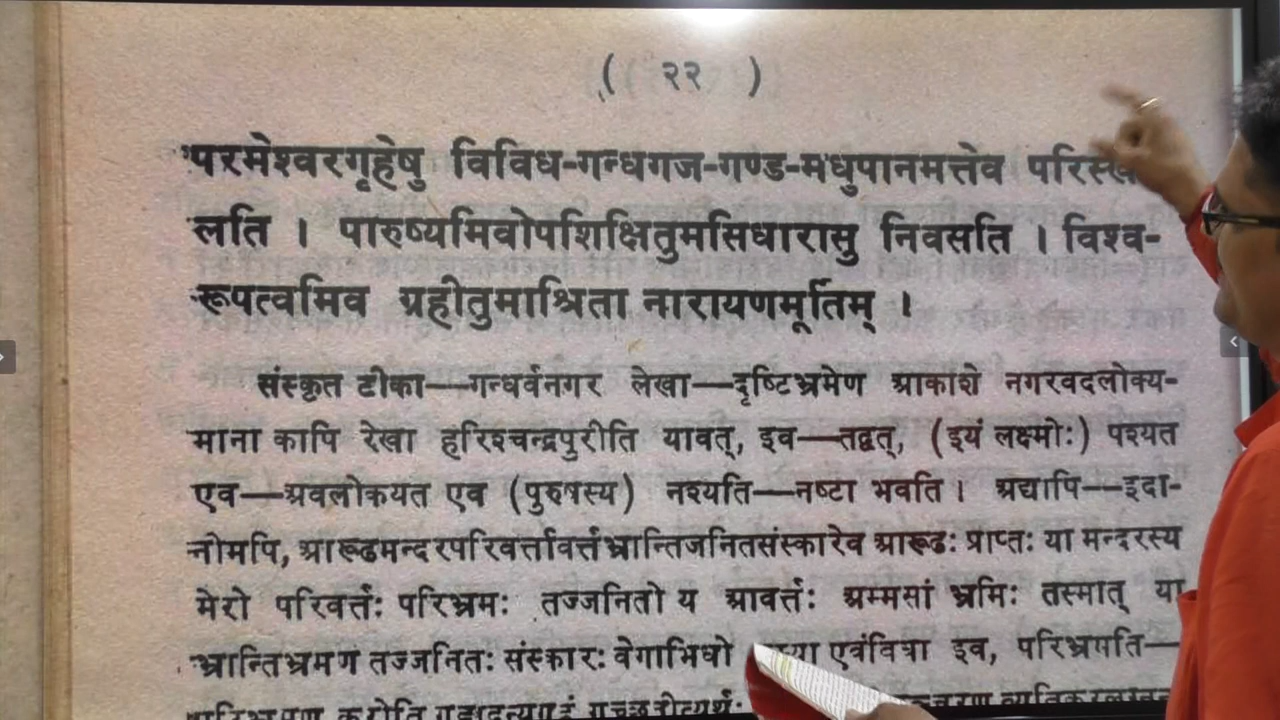 ( २२ )
परमेश्वरगृहेषु विविध-गन्धगज-गण्ड-मधुपानमत्तेव परिस्ख
लति । पारुष्यमिवोपशिक्षितुमसिधारासु निवसति । विश्व-
रूपत्वमिव ग्रहीतुमाश्रिता नारायणमूर्तिम् ।
संस्कृत टीका—गन्धर्वनगर लेखा—दृष्टिभ्रमेण आकाशे नगरवदलोक्य-
माना कापि रेखा हरिश्चन्द्रपुरीति यावत्, इव—तद्वत्, (इयं लक्ष्मीः) पश्यत
एव—अवलोकयत एव (पुरुषस्य) नश्यति—नष्टा भवति । अद्यापि—इदा-
नीमपि, आरूढमन्दरपरिवर्त्तावर्त्तभ्रान्तिजनितसंस्कारेव आरूढः प्राप्तः या मन्दरस्य
मेरो परिवर्त्तः परिभ्रमः तज्जनितो य आवर्त्तः अम्मसां भ्रमिः तस्मात् या
भ्रान्तिभ्रमण तज्जनितः संस्कारः वेगाभिधो एवंविधा इव, परिभ्रमति—